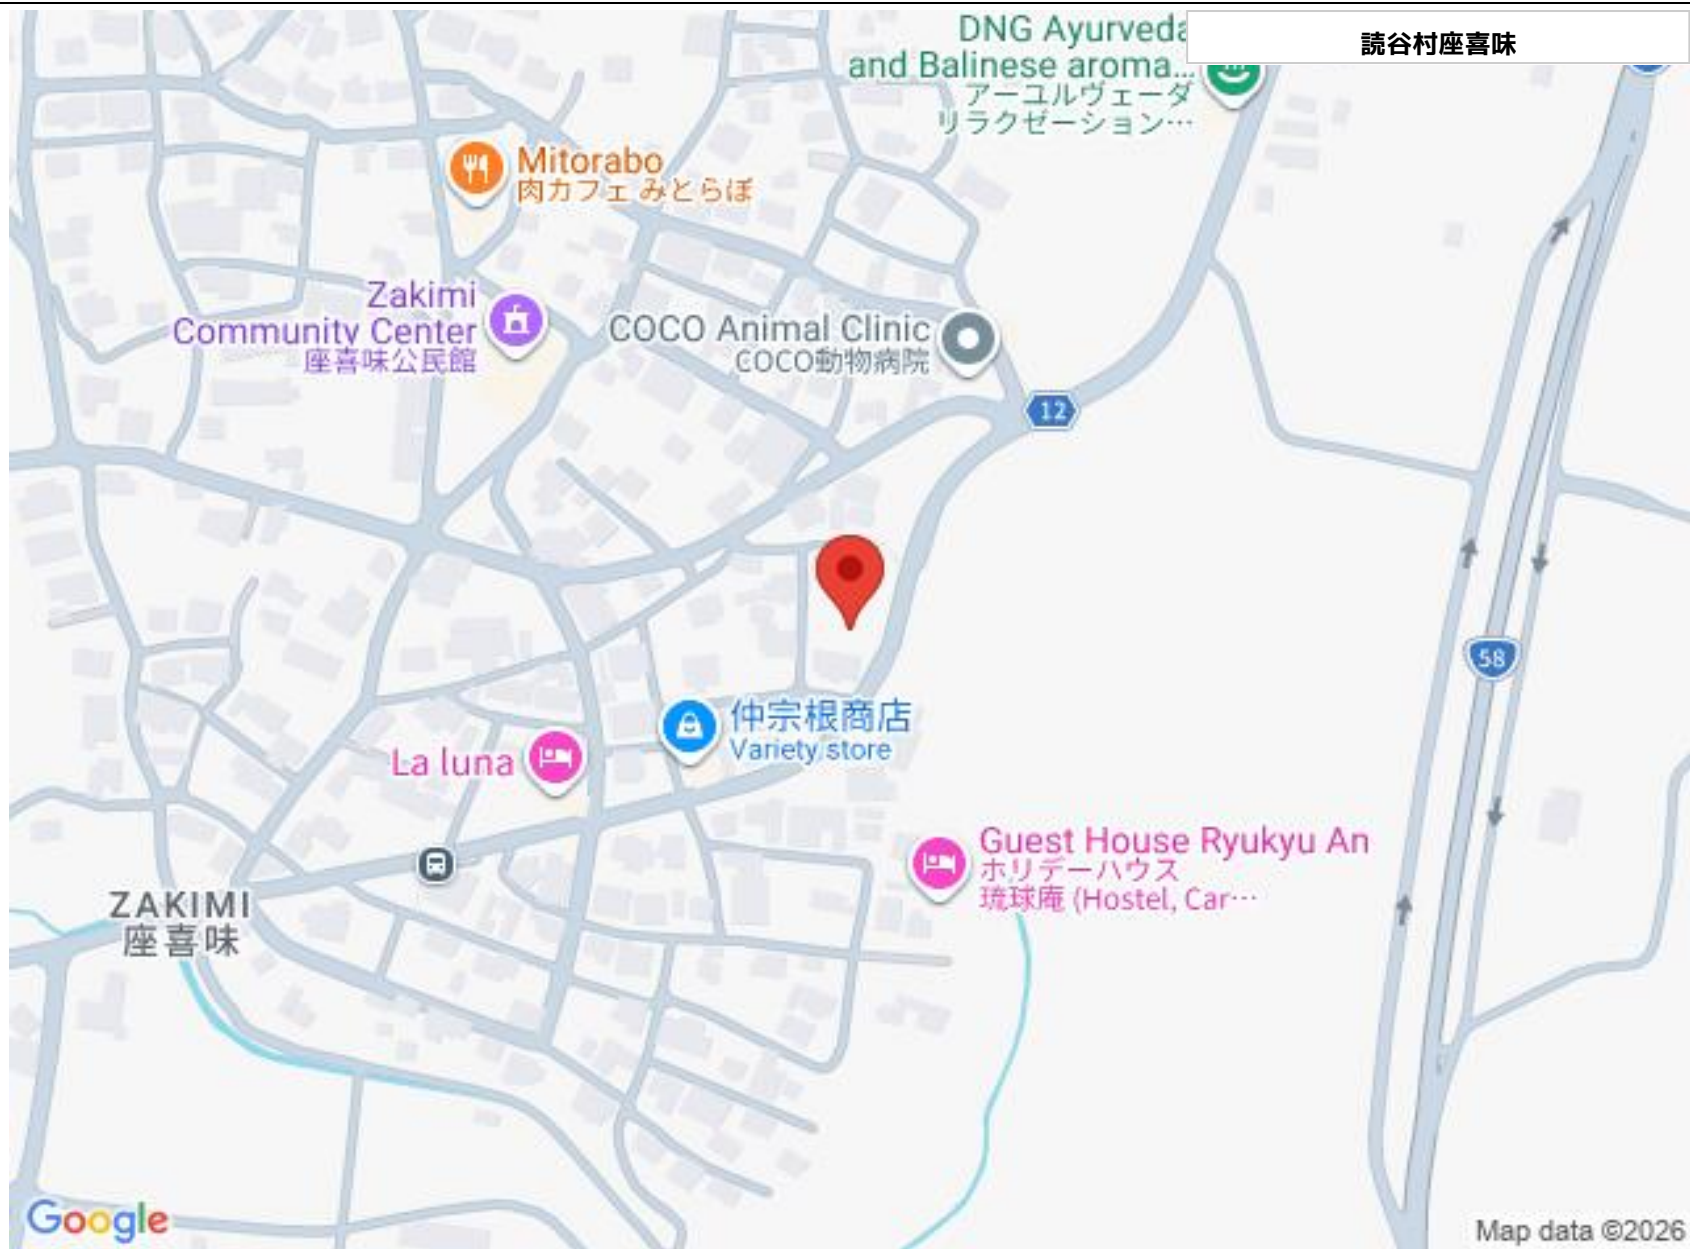 DNG Ayurveda
and Balinese aroma...
アーユルヴェーダ
リラクゼーション…
読谷村座喜味
Mitorabo
肉カフェ みとらぼ
Zakimi
Community Center
座喜味公民館
COCO Animal Clinic
COCO動物病院
12
58
仲宗根商店
Variety store
La luna
Guest House Ryukyu An
ホリデーハウス
琉球庵 (Hostel, Car…
ZAKIMI
座喜味
Google
Map data ©2026